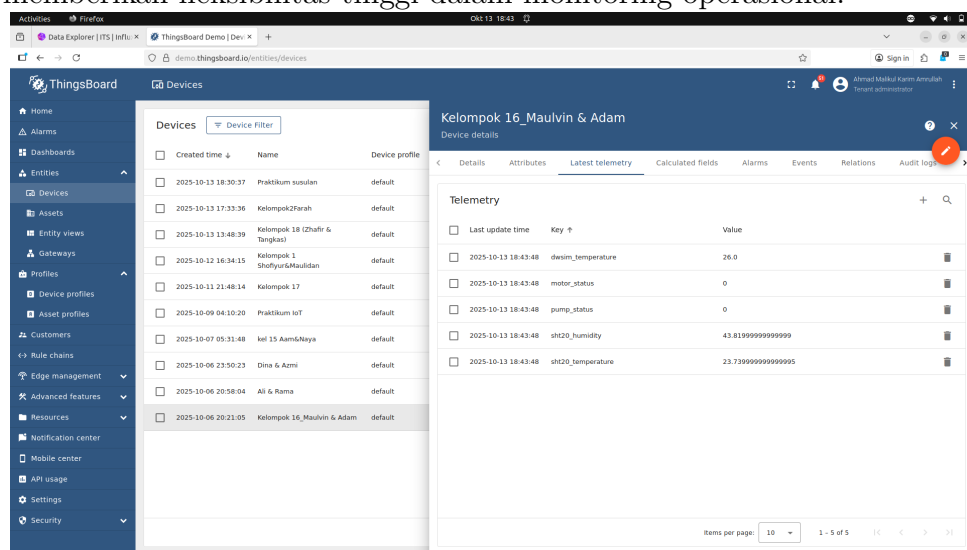 memberikan fleksibilitas tinggi dalam monitoring operasional.
Activities Firefox Okt 13 18:43
Data Explorer | ITS | Influx × ThingsBoard Demo | Devi × +
demo.thingsboard.io/entities/devices Sign in
ThingsBoard
Devices
Ahmad Malikul Karim Amrullah
Tenant administrator
Home
Alarms
Dashboards
Entities
Devices
Assets
Entity views
Gateways
Profiles
Device profiles
Asset profiles
Customers
Rule chains
Edge management
Advanced features
Resources
Notification center
Mobile center
API usage
Settings
Security
Devices Device Filter
Created time ↓ Name Device profile
2025-10-13 18:30:37 Praktikum susulan default
2025-10-13 17:33:36 Kelompok2Farah default
2025-10-13 13:48:39 Kelompok 18 (Zhafir & Tangkas) default
2025-10-12 16:34:15 Kelompok 1 Shofiyur&Maulidan default
2025-10-11 21:48:14 Kelompok 17 default
2025-10-09 04:10:20 Praktikum IoT default
2025-10-07 05:31:48 kel 15 Aam&Naya default
2025-10-06 23:50:23 Dina & Azmi default
2025-10-06 20:58:04 Ali & Rama default
2025-10-06 20:21:05 Kelompok 16_Maulvin & Adam default
Kelompok 16_Maulvin & Adam
Device details
Details Attributes Latest telemetry Calculated fields Alarms Events Relations Audit logs
Telemetry
Last update time Key ↑ Value
2025-10-13 18:43:48 dwsim_temperature 26.0
2025-10-13 18:43:48 motor_status 0
2025-10-13 18:43:48 pump_status 0
2025-10-13 18:43:48 sht20_humidity 43.81999999999999
2025-10-13 18:43:48 sht20_temperature 23.739999999999995
Items per page: 10 1 – 5 of 5